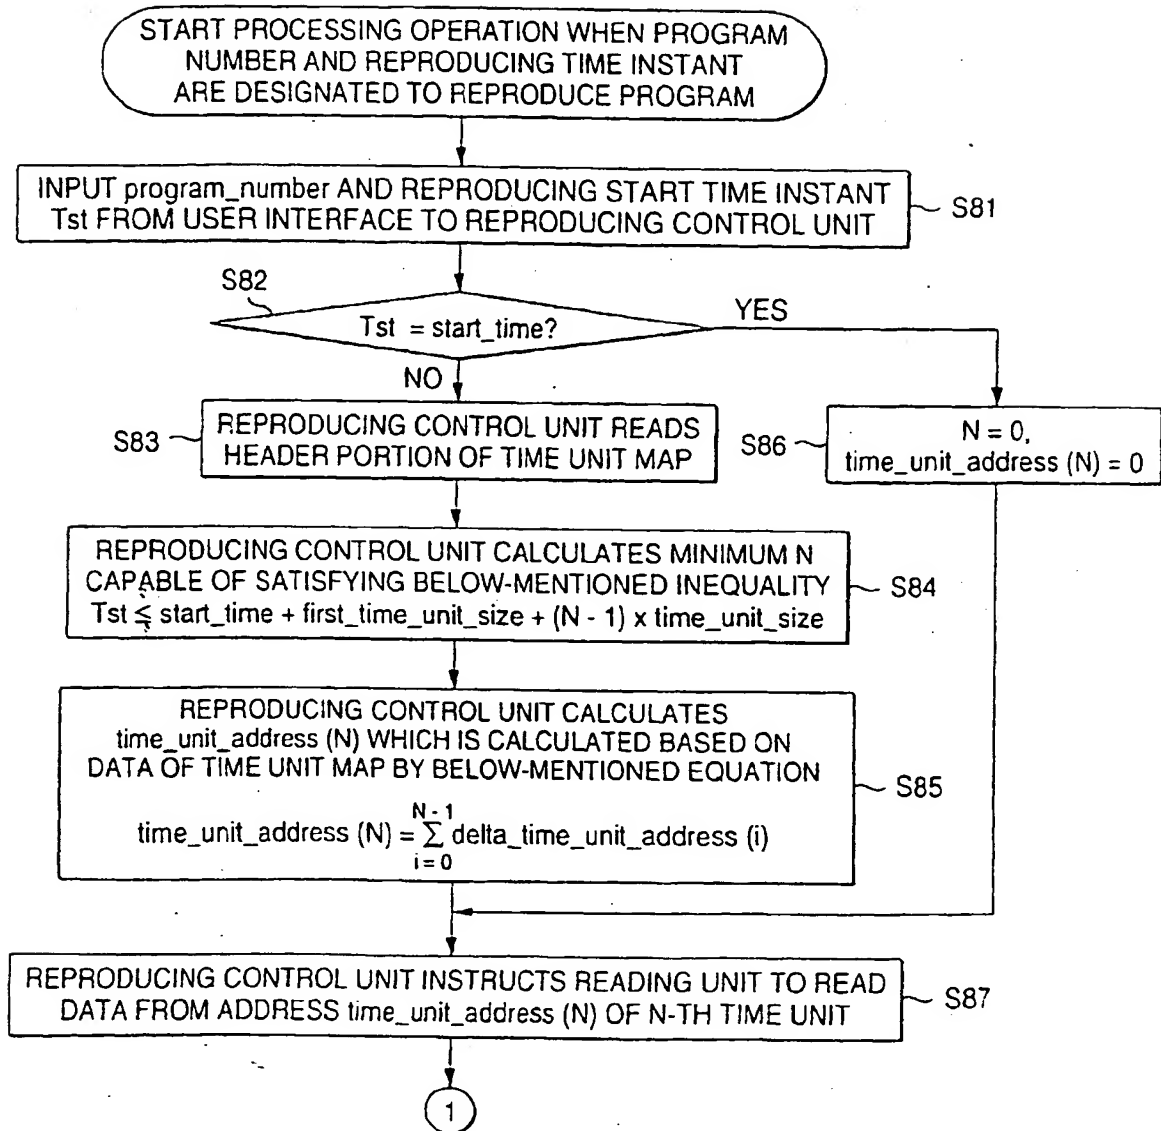 START PROCESSING OPERATION WHEN PROGRAM
NUMBER AND REPRODUCING TIME INSTANT
ARE DESIGNATED TO REPRODUCE PROGRAM
INPUT program_number AND REPRODUCING START TIME INSTANT
Tst FROM USER INTERFACE TO REPRODUCING CONTROL UNIT
S81
S82
Tst = start_time?
YES
NO
S83
REPRODUCING CONTROL UNIT READS
HEADER PORTION OF TIME UNIT MAP
S86
N = 0,
time_unit_address (N) = 0
REPRODUCING CONTROL UNIT CALCULATES MINIMUM N
CAPABLE OF SATISFYING BELOW-MENTIONED INEQUALITY
Tst ≦ start_time + first_time_unit_size + (N - 1) x time_unit_size
S84
REPRODUCING CONTROL UNIT CALCULATES
time_unit_address (N) WHICH IS CALCULATED BASED ON
DATA OF TIME UNIT MAP BY BELOW-MENTIONED EQUATION
N - 1
time_unit_address (N) = Σ delta_time_unit_address (i)
i = 0
S85
REPRODUCING CONTROL UNIT INSTRUCTS READING UNIT TO READ
DATA FROM ADDRESS time_unit_address (N) OF N-TH TIME UNIT
S87
1